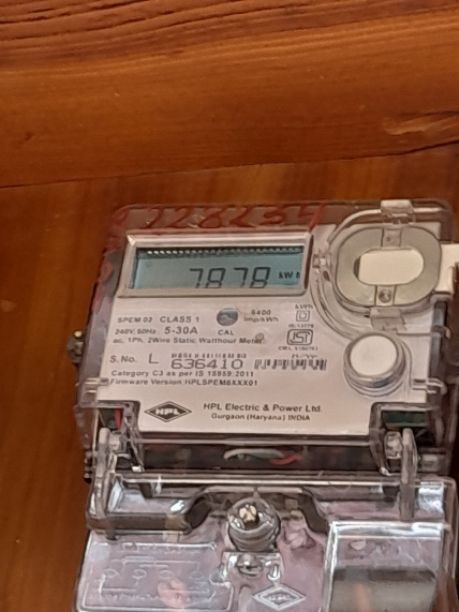 7878 kWh
SPEM 02 CLASS 1
6400
imp/kWh
240V, 50Hz 5-30A CAL
ac, 1Ph, 2Wire Static Watthour Meter
S.No. L 636410
Category C3 as per IS 15959:2011
Firmware Version:HPLSPEM6XXX01
HPL
HPL Electric & Power Ltd.
Gurgaon (Haryana) INDIA
HPL